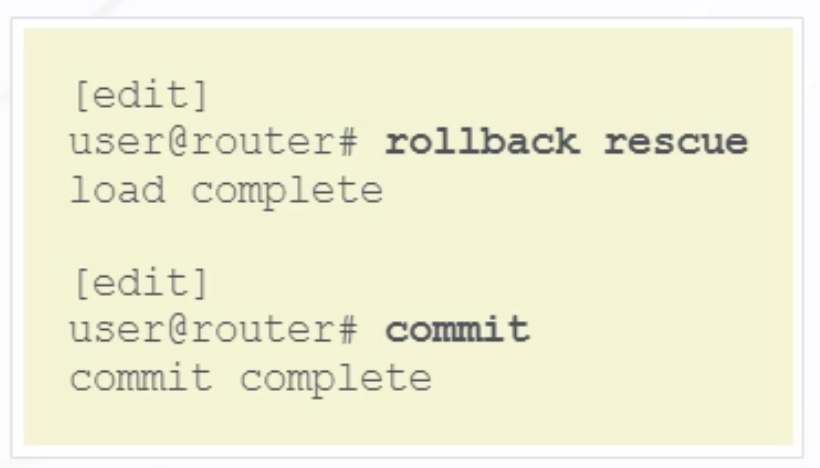 [edit]
user@router# rollback rescue
load complete
[edit]
user@router# commit
commit complete